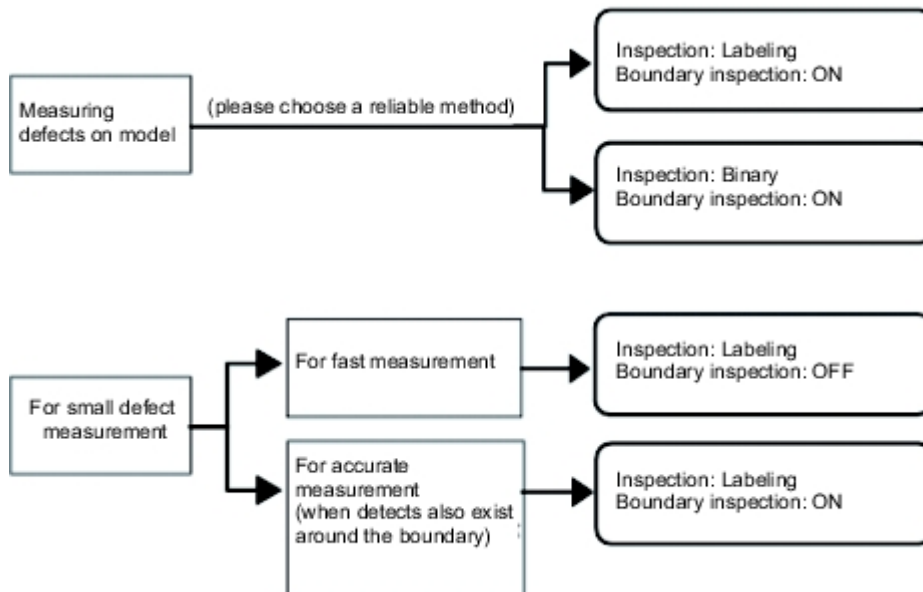 Measuring
defects on model
(please choose a reliable method)
Inspection: Labeling
Boundary inspection: ON
Inspection: Binary
Boundary inspection: ON
For small defect
measurement
For fast measurement
Inspection: Labeling
Boundary inspection: OFF
For accurate
measurement
(when detects also exist
around the boundary)
Inspection: Labeling
Boundary inspection: ON